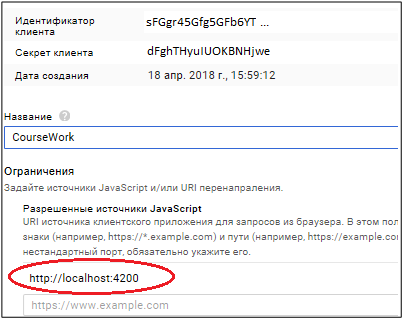 Идентификатор клиента
sFGgr45Gfg5GFb6YT ...
Секрет клиента
dFghTHyuIUOKBNHjwe
Дата создания
18 апр. 2018 г., 15:59:12
Название
CourseWork
Ограничения
Задайте источники JavaScript и/или URI перенапраления.
Разрешенные источники JavaScript
URI источника клиентского приложения для запросов из браузера. В этом пол
знаки (например, https://*.example.com) и пути (например, https://example.co
нестандартный порт, обязательно укажите его.
http://localhost:4200
https://www.example.com